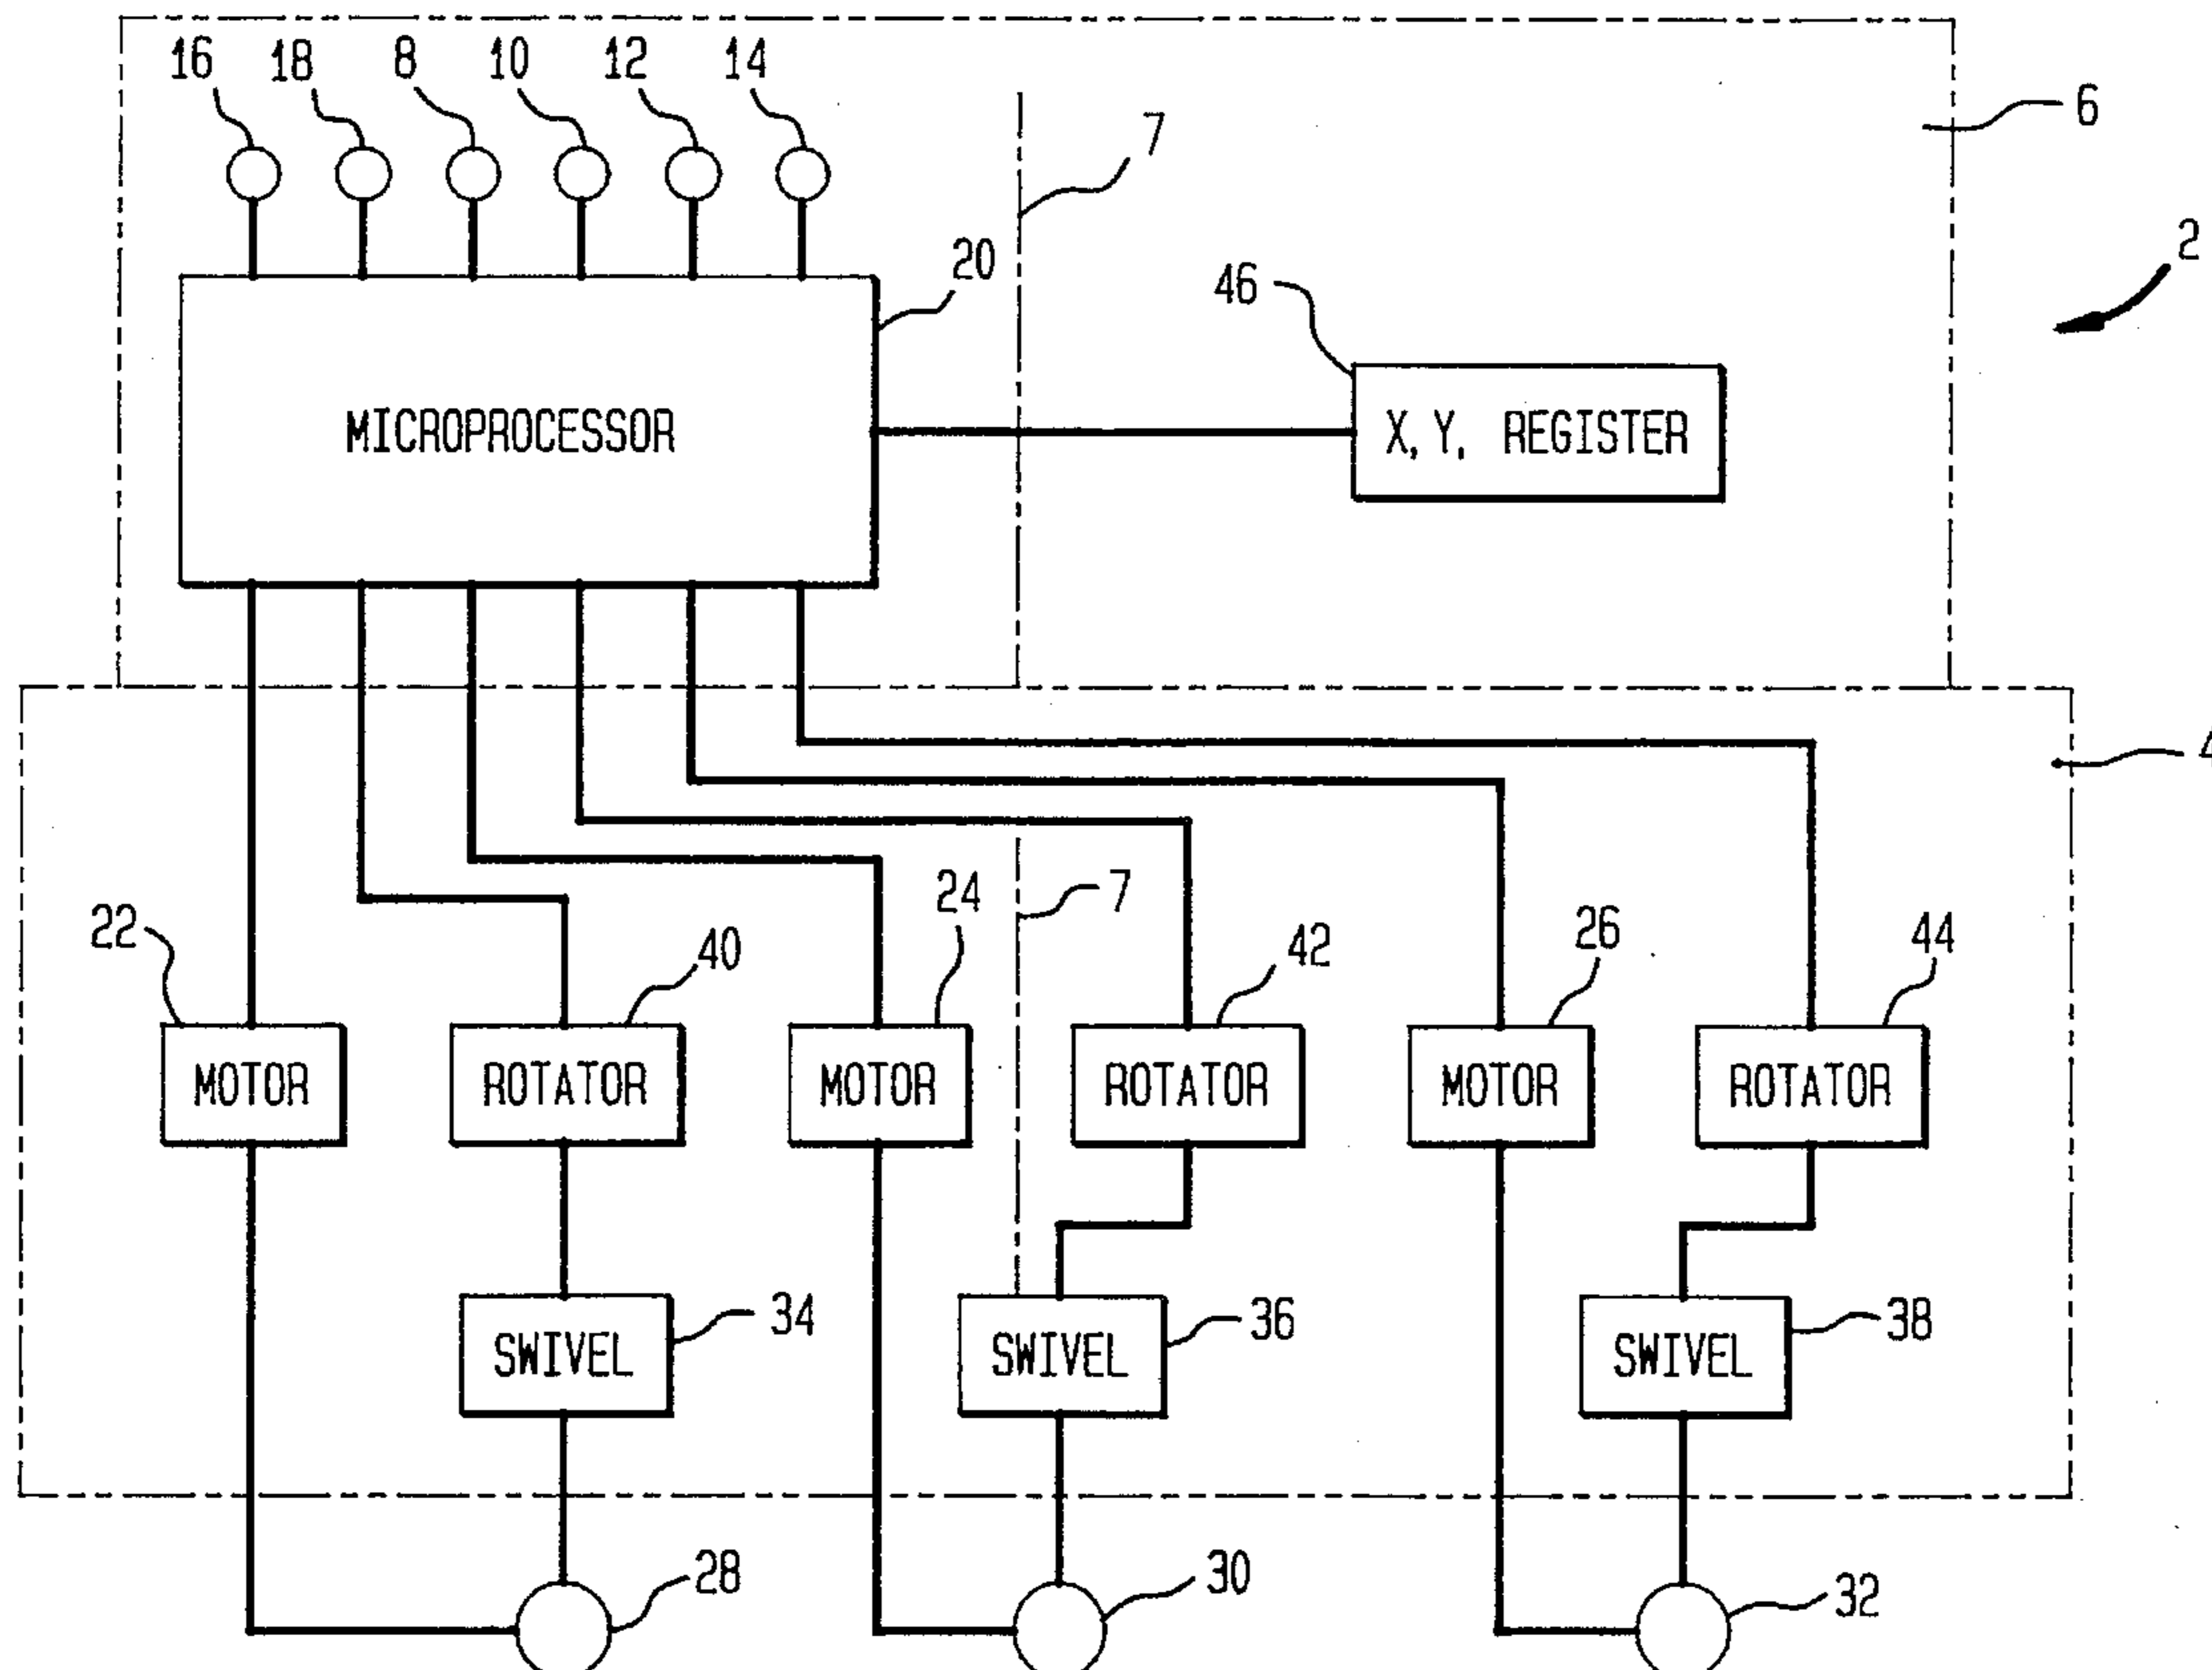 16 18 8 10 12 14
6
7
2
20
46
MICROPROCESSOR
X, Y, REGISTER
4
22
40
24
7
42
26
44
MOTOR
ROTATOR
MOTOR
ROTATOR
MOTOR
ROTATOR
34
36
38
SWIVEL
SWIVEL
SWIVEL
28
30
32